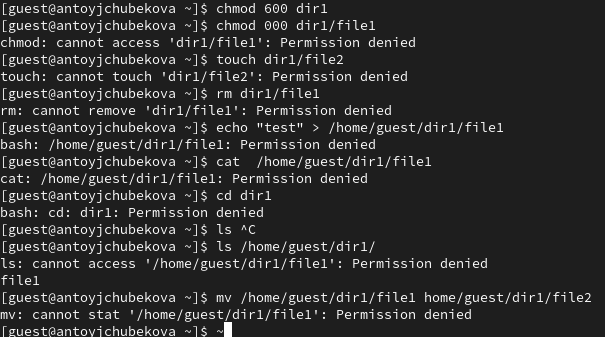 [guest@antoyjchubekova ~]$ chmod 600 dir1
[guest@antoyjchubekova ~]$ chmod 000 dir1/file1
chmod: cannot access 'dir1/file1': Permission denied
[guest@antoyjchubekova ~]$ touch dir1/file2
touch: cannot touch 'dir1/file2': Permission denied
[guest@antoyjchubekova ~]$ rm dir1/file1
rm: cannot remove 'dir1/file1': Permission denied
[guest@antoyjchubekova ~]$ echo "test" > /home/guest/dir1/file1
bash: /home/guest/dir1/file1: Permission denied
[guest@antoyjchubekova ~]$ cat  /home/guest/dir1/file1
cat: /home/guest/dir1/file1: Permission denied
[guest@antoyjchubekova ~]$ cd dir1
bash: cd: dir1: Permission denied
[guest@antoyjchubekova ~]$ ls ^C
[guest@antoyjchubekova ~]$ ls /home/guest/dir1/
ls: cannot access '/home/guest/dir1/file1': Permission denied
file1
[guest@antoyjchubekova ~]$ mv /home/guest/dir1/file1 home/guest/dir1/file2
mv: cannot stat '/home/guest/dir1/file1': Permission denied
[guest@antoyjchubekova ~]$ ~